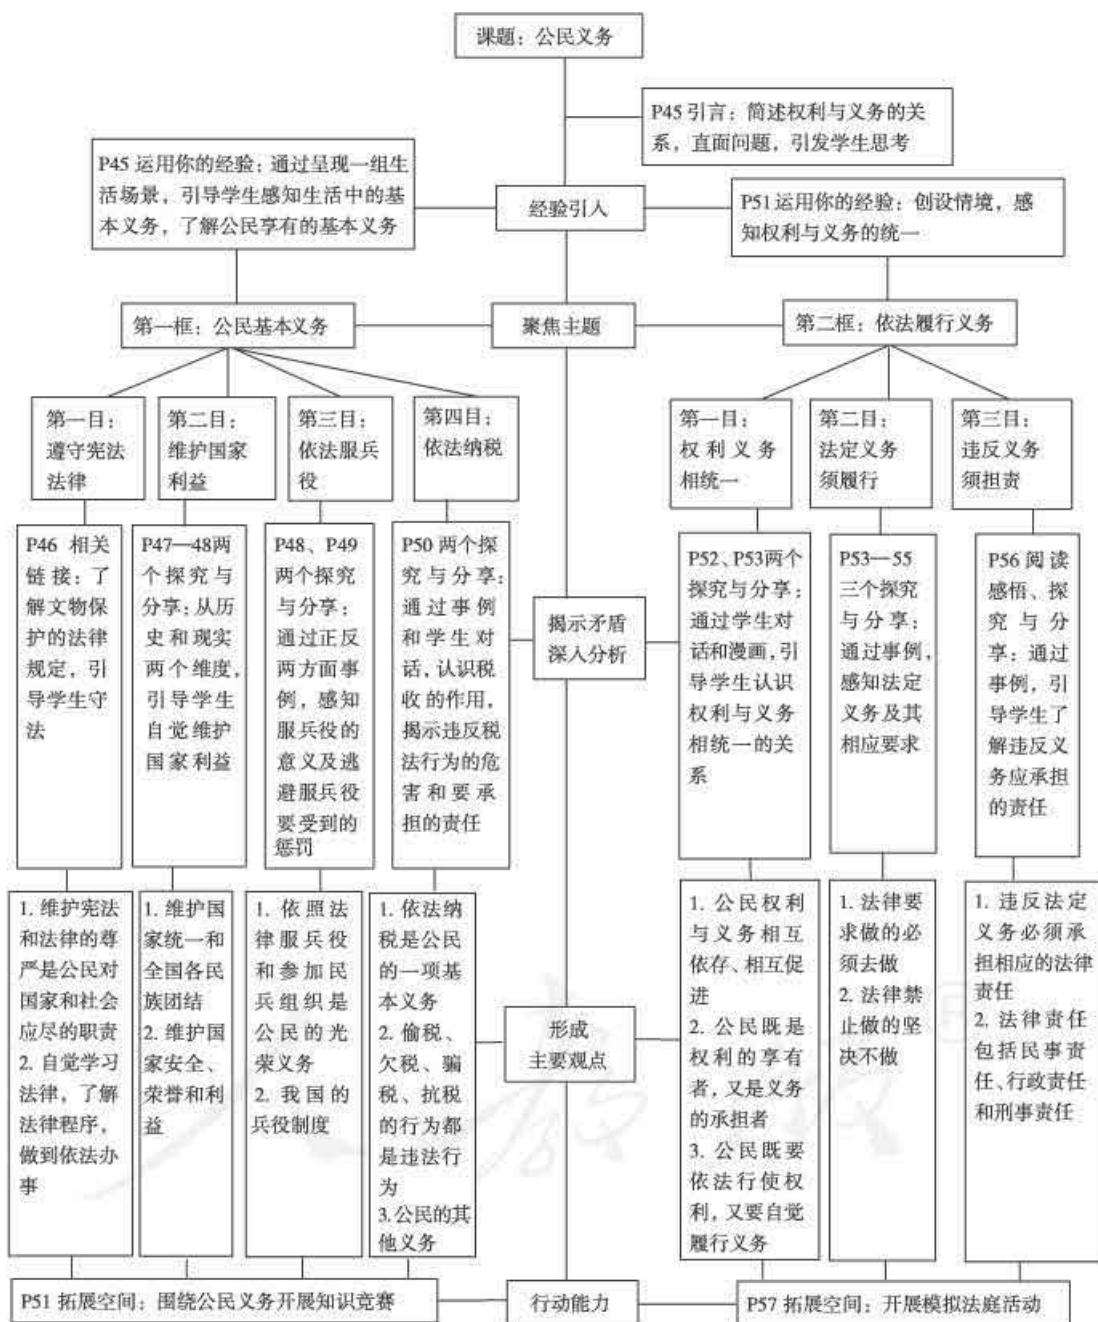 课题：公民义务
P45 引言：简述权利与义务的关
系，直面问题，引发学生思考
P45 运用你的经验：通过呈现一组生
活场景，引导学生感知生活中的基
本义务，了解公民享有的基本义务
经验引入
P51 运用你的经验：创设情境，感
知权利与义务的统一
第一框：公民基本义务
聚焦主题
第二框：依法履行义务
第一目：
遵守宪法
法律
第二目：
维护国家
利益
第三目：
依法服兵
役
第四目：
依法纳税
第一目：
权利义务
相统一
第二目：
法定义务
须履行
第三目：
违反义务
须担责
P46 相关
链接：了
解文物保
护的法律
规定，引
导学生守
法
P47—48两
个探究与
分享：从历
史和现实
两个维度，
引导学生
自觉维护
国家利益
P48、P49
两个探究
与分享：
通过正反
两方面事
例，感知
服兵役的
意义及逃
避服兵役
要受到的
惩罚
P50 两个探
究与分享：
通过事例
和学生对
话，认识税
收的作用，
揭示违反税
法行为的危
害和要承
担的责任
揭示矛盾
深入分析
P52、P53两个
探究与分享：
通过学生对
话和漫画，引
导学生认识
权利与义务
相统一的关
系
P53—55
三个探究
与分享：
通过事例，
感知法定
义务及其
相应要求
P56 阅读
感悟、探
究与分
享：通过
事例，引
导学生了
解违反义
务应承担
的责任
1. 维护宪法
和法律的尊
严是公民对
国家和社会
应尽的职责
2. 自觉学习
法律，了解
法律程序，
做到依法办
事
1. 维护国
家统一和
全国各民
族团结
2. 维护国
家安全、
荣誉和利
益
1. 依照法
律服兵役
和参加民
兵组织是
公民的光
荣义务
2. 我国的
兵役制度
1. 依法纳
税是公民
的一项基
本义务
2. 偷税、
欠税、骗
税、抗税
的行为都
是违法行
为
3.公民的其
他义务
形成
主要观点
1. 公民权利
与义务相互
依存、相互促
进
2. 公民既是
权利的享有
者，又是义务
的承担者
3. 公民既要
依法行使权
利，又要自觉
履行义务
1. 法律要
求做的必
须去做
2. 法律禁
止做的坚
决不做
1. 违反法定
义务必须承
担相应的法律
责任
2. 法律责任
包括民事责
任、行政责任
和刑事责任
P51 拓展空间：围绕公民义务开展知识竞赛
行动能力
P57 拓展空间：开展模拟法庭活动